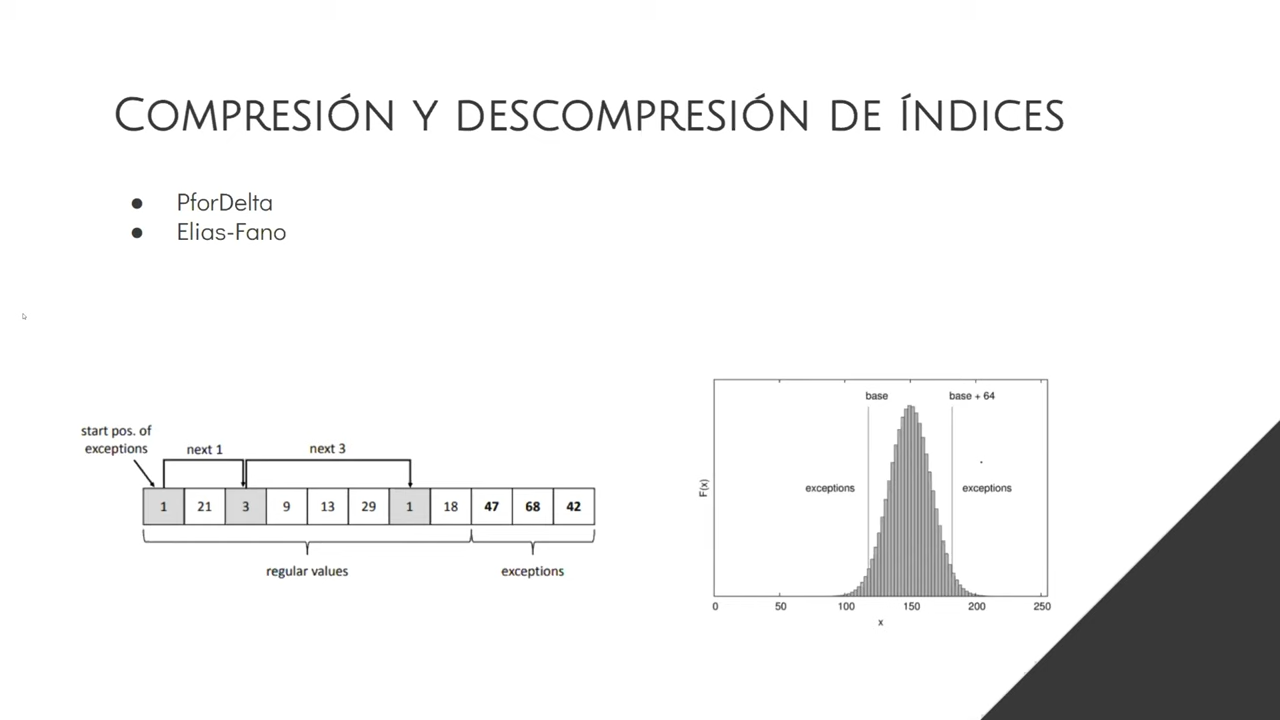 Compresión y descompresión de índices
● PforDelta
● Elias-Fano
start pos. of
exceptions
next 1
next 3
1 21 3 9 13 29 1 18 47 68 42
regular values
exceptions
base
base + 64
F(x)
exceptions
exceptions
0 50 100 150 200 250
x